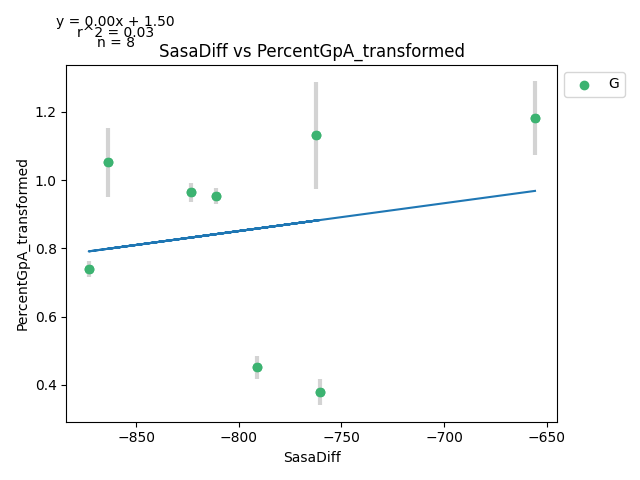 y = 0.00x + 1.50
r^2 = 0.03
n = 8
SasaDiff vs PercentGpA_transformed
G
PercentGpA_transformed
1.2
1.0
0.8
0.6
0.4
−850
−800
−750
−700
−650
SasaDiff